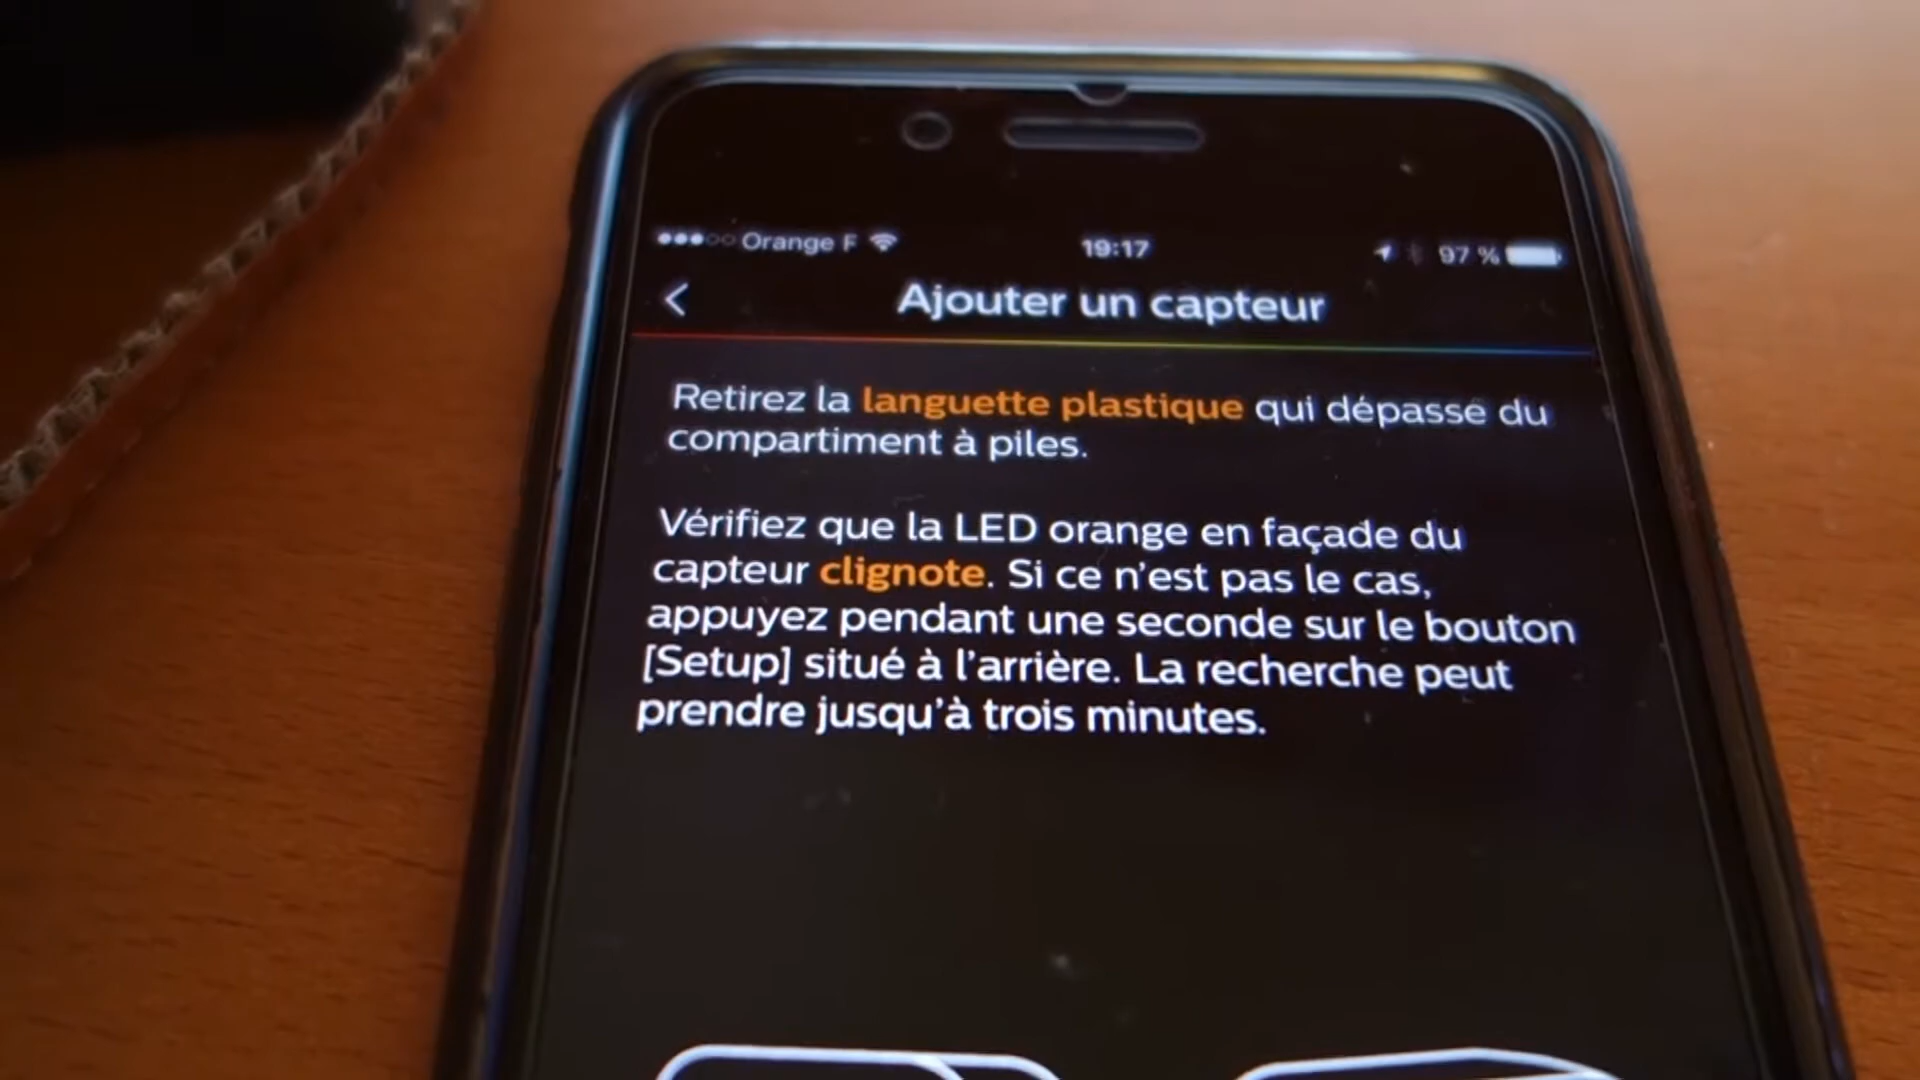 Orange F 19:17 97 %
Ajouter un capteur
Retirez la languette plastique qui dépasse du
compartiment à piles.
Vérifiez que la LED orange en façade du
capteur clignote. Si ce n’est pas le cas,
appuyez pendant une seconde sur le bouton
[Setup] situé à l’arrière. La recherche peut
prendre jusqu’à trois minutes.